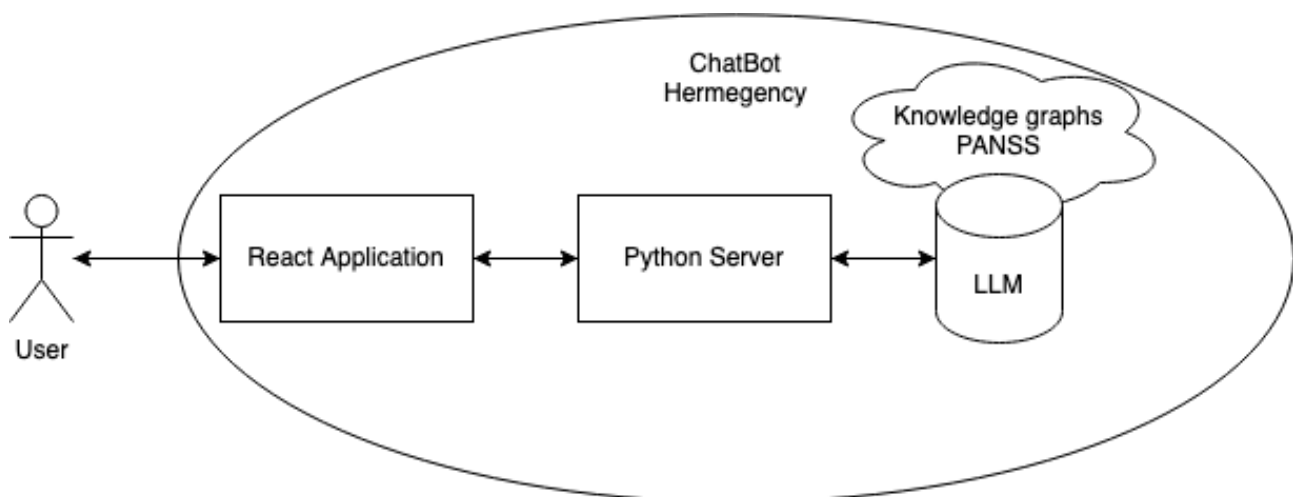 ChatBot
Hermegency
Knowledge graphs
PANSS
React Application
Python Server
LLM
User